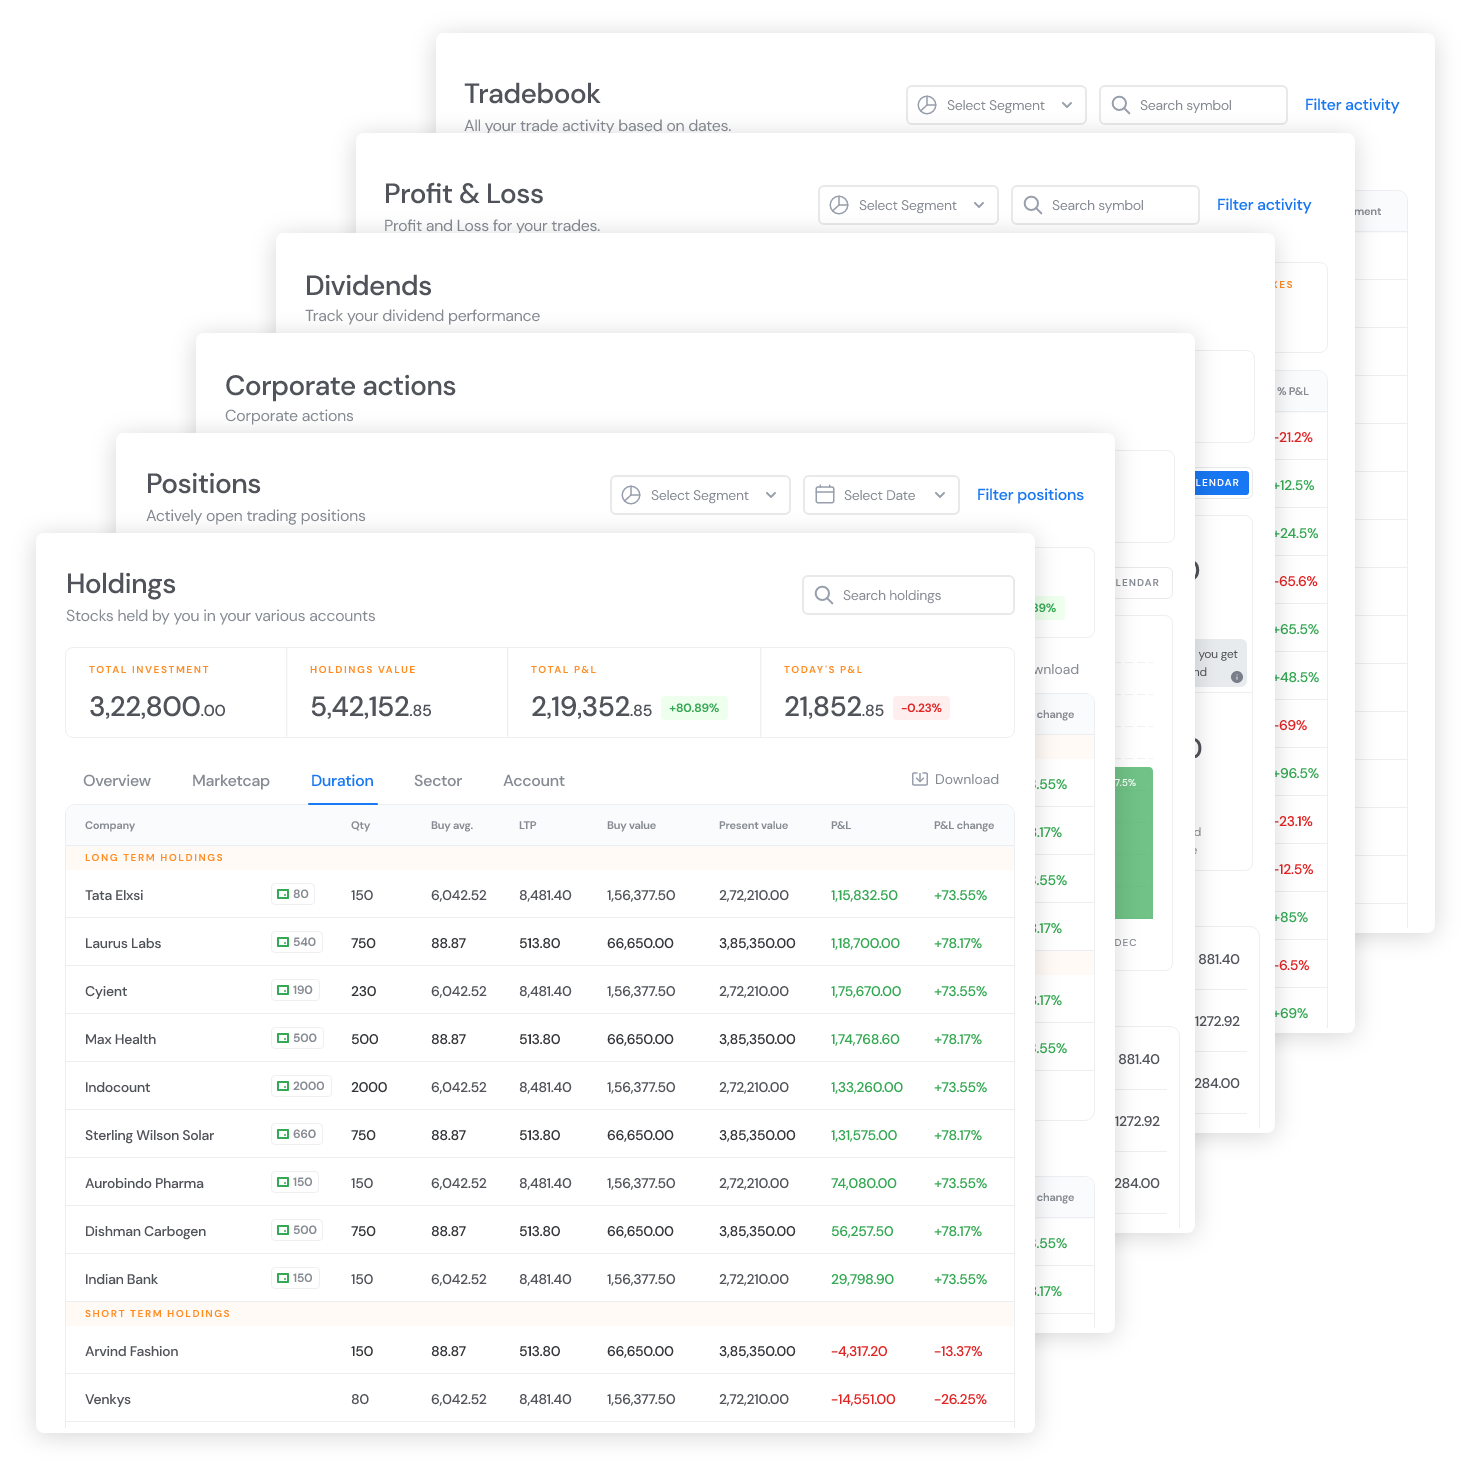 Tradebook
All your trade activity based on dates.
Select Segment
Search symbol
Filter activity
Profit & Loss
Profit and Loss for your trades.
Select Segment
Search symbol
Filter activity
% P&L
-21.2%
+12.5%
+24.5%
-65.6%
+65.5%
+48.5%
-69%
+96.5%
-23.1%
-12.5%
+85%
-6.5%
+69%
Dividends
Track your dividend performance
you get
881.40
1272.92
284.00
Corporate actions
Corporate actions
DEC
881.40
1272.92
284.00
Positions
Actively open trading positions
Select Segment
Select Date
Filter positions
change
change
Holdings
Stocks held by you in your various accounts
Search holdings
TOTAL INVESTMENT
3,22,800.00
HOLDINGS VALUE
5,42,152.85
TOTAL P&L
2,19,352.85 +80.89%
TODAY'S P&L
21,852.85 -0.23%
Overview Marketcap Duration Sector Account Download
Company Qty Buy avg. LTP Buy value Present value P&L P&L change
LONG TERM HOLDINGS
Tata Elxsi 80 150 6,042.52 8,481.40 1,56,377.50 2,72,210.00 1,15,832.50 +73.55%
Laurus Labs 540 750 88.87 513.80 66,650.00 3,85,350.00 1,18,700.00 +78.17%
Cyient 190 230 6,042.52 8,481.40 1,56,377.50 2,72,210.00 1,75,670.00 +73.55%
Max Health 500 500 88.87 513.80 66,650.00 3,85,350.00 1,74,768.60 +78.17%
Indocount 2000 2000 6,042.52 8,481.40 1,56,377.50 2,72,210.00 1,33,260.00 +73.55%
Sterling Wilson Solar 660 750 88.87 513.80 66,650.00 3,85,350.00 1,31,575.00 +78.17%
Aurobindo Pharma 150 150 6,042.52 8,481.40 1,56,377.50 2,72,210.00 74,080.00 +73.55%
Dishman Carbogen 500 750 88.87 513.80 66,650.00 3,85,350.00 56,257.50 +78.17%
Indian Bank 150 150 6,042.52 8,481.40 1,56,377.50 2,72,210.00 29,798.90 +73.55%
SHORT TERM HOLDINGS
Arvind Fashion 150 88.87 513.80 66,650.00 3,85,350.00 -4,317.20 -13.37%
Venkys 80 6,042.52 8,481.40 1,56,377.50 2,72,210.00 -14,551.00 -26.25%